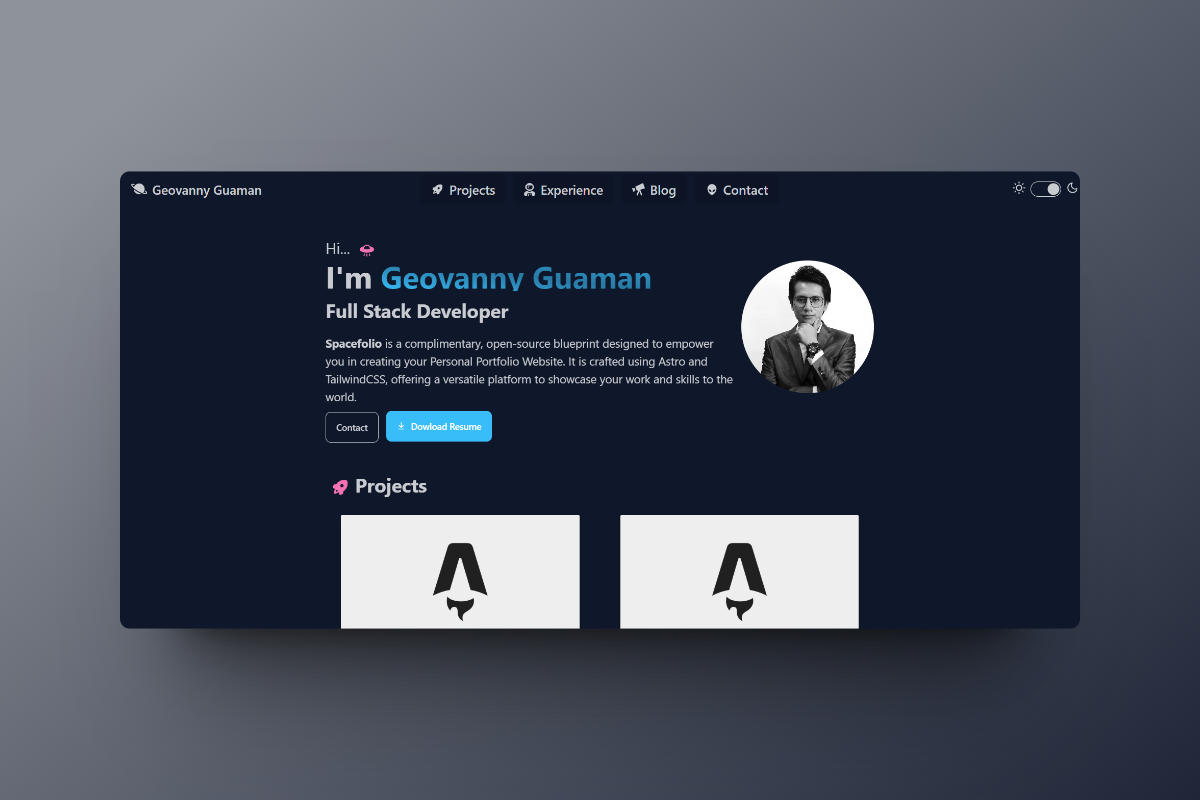 Geovanny Guaman
Projects
Experience
Blog
Contact
Hi...
I'm Geovanny Guaman
Full Stack Developer
Spacefolio is a complimentary, open-source blueprint designed to empower
you in creating your Personal Portfolio Website. It is crafted using Astro and
TailwindCSS, offering a versatile platform to showcase your work and skills to the
world.
Contact
Dowload Resume
Projects